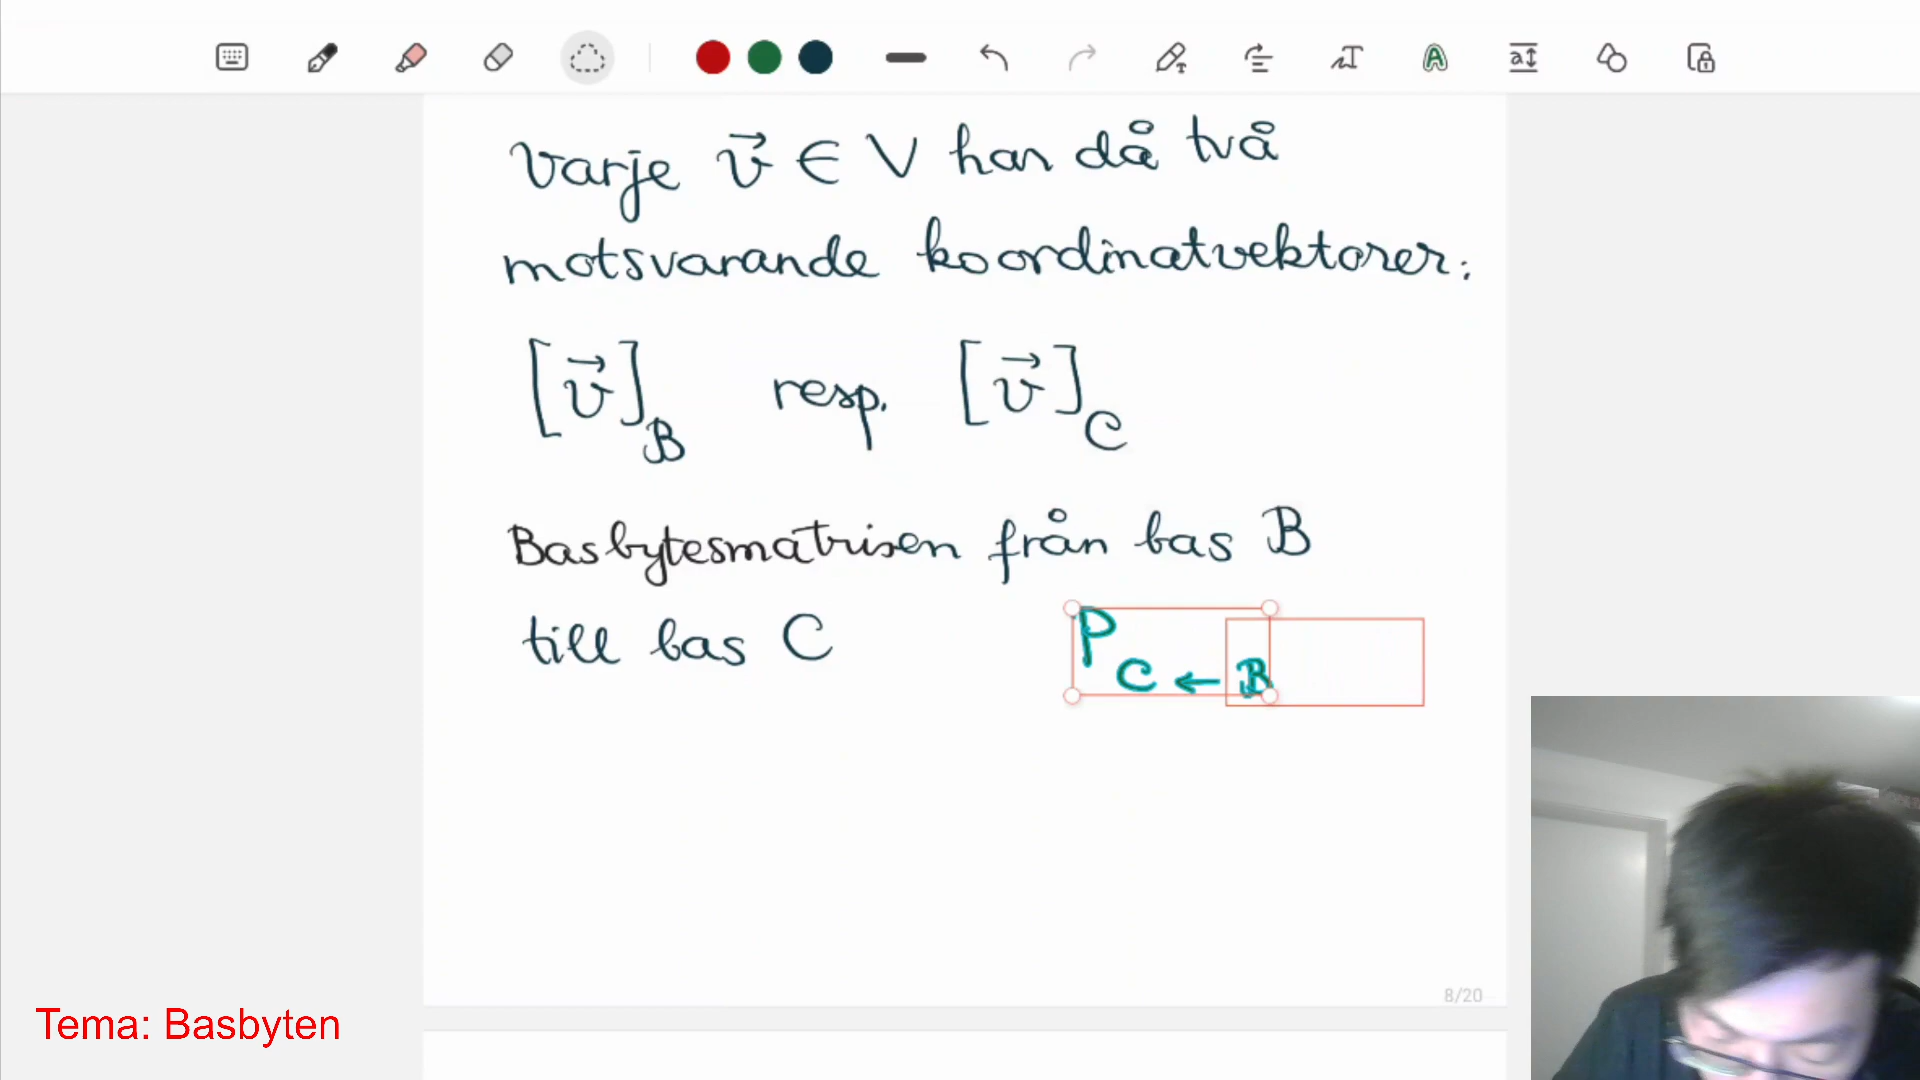 Varje v⃗ ∈ V har då två
motsvarande koordinatvektorer:
[v⃗]_B resp. [v⃗]_C
Basbytesmatrisen från bas B
till bas C P_C←B
8/20
Tema: Basbyten